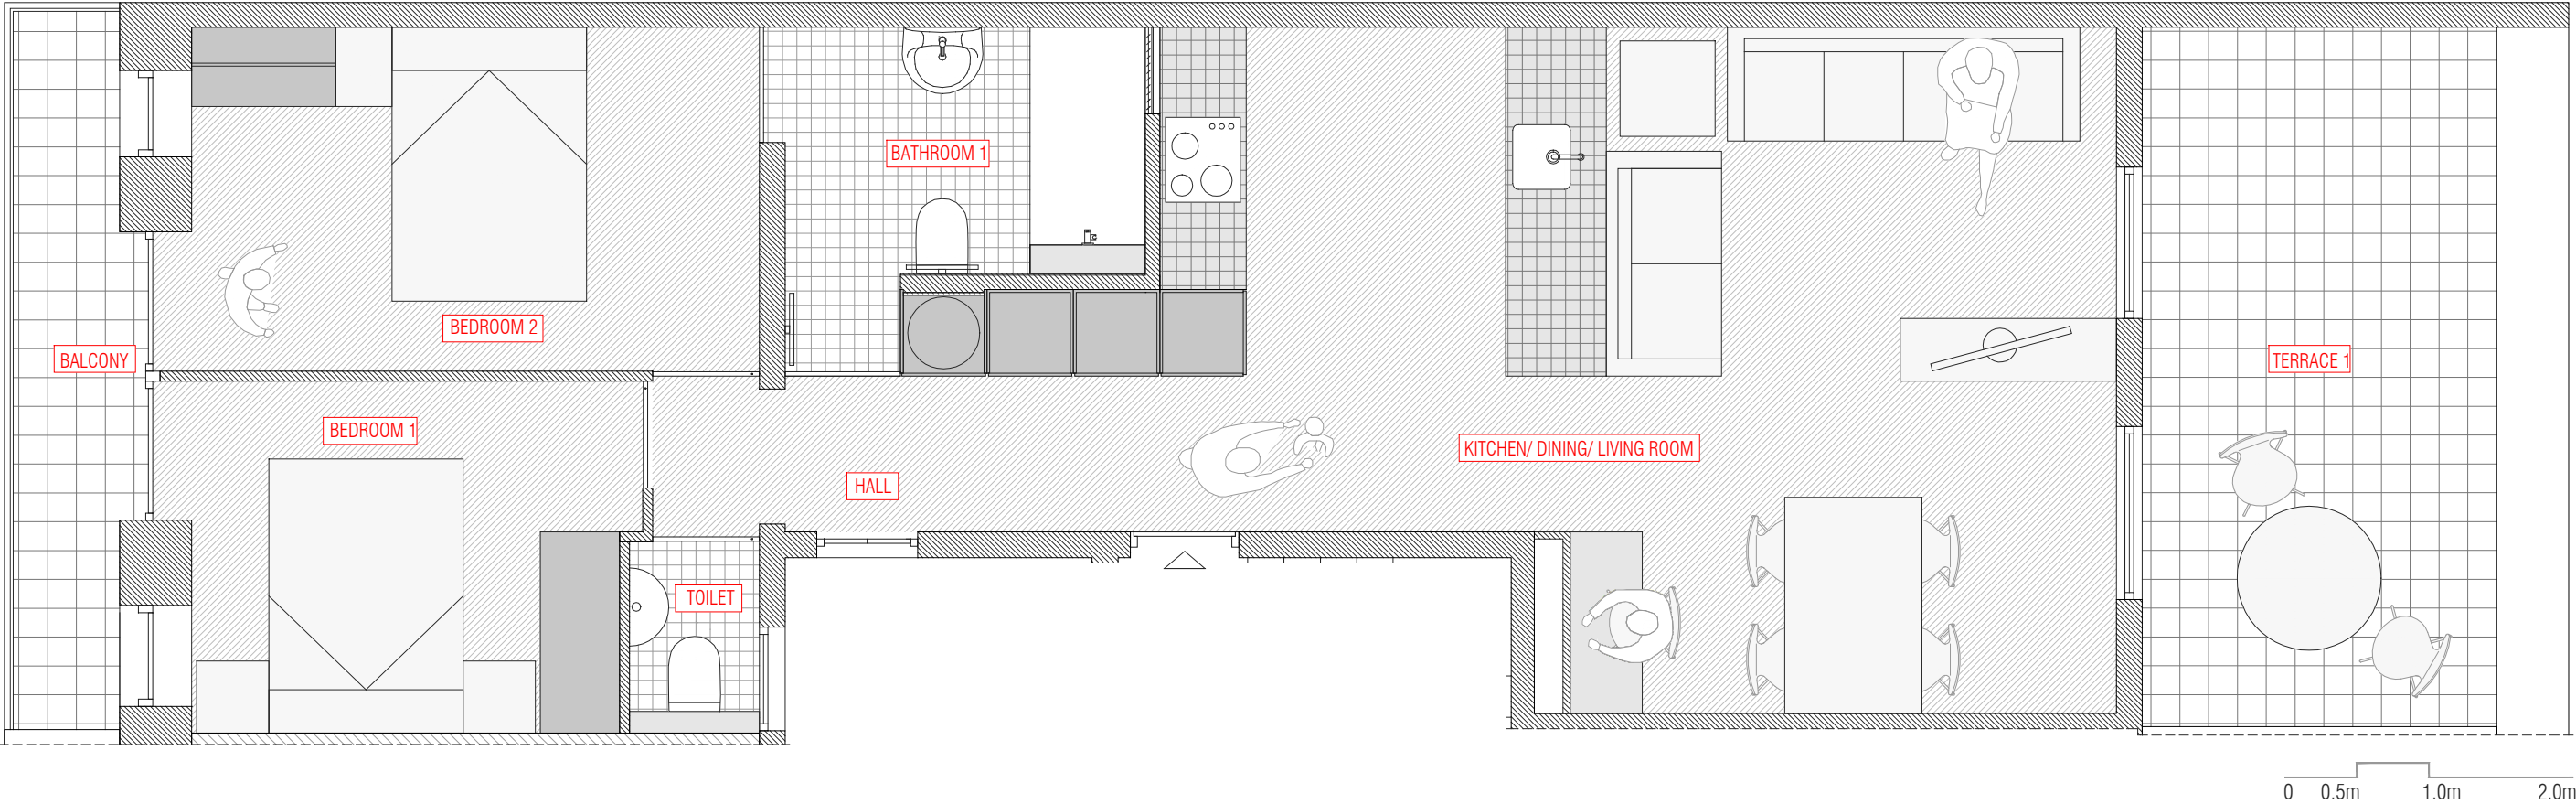 BATHROOM 1
BEDROOM 2
BALCONY
TERRACE 1
BEDROOM 1
KITCHEN/ DINING/ LIVING ROOM
HALL
TOILET
0 0.5m 1.0m 2.0m